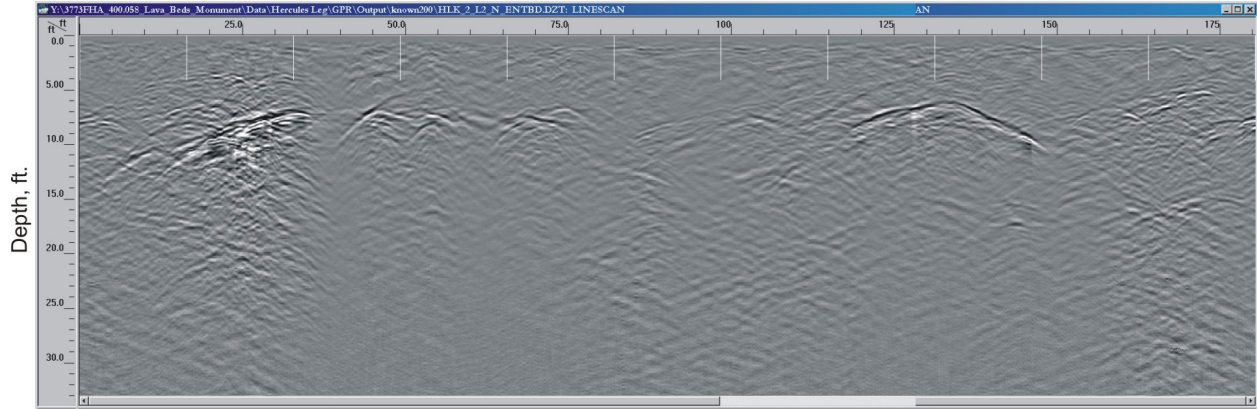 Y:\3773FHA_400.058_Lava_Beds_Monument\Data\Hercules Leg\GPR\Output\known200\HLK_2_L2_N_ENTBD.DZT: LINESCAN AN
ft 25.0 50.0 75.0 100 125 150 175
ft
0.0
5.00
10.0
15.0
20.0
25.0
30.0
Depth, ft.